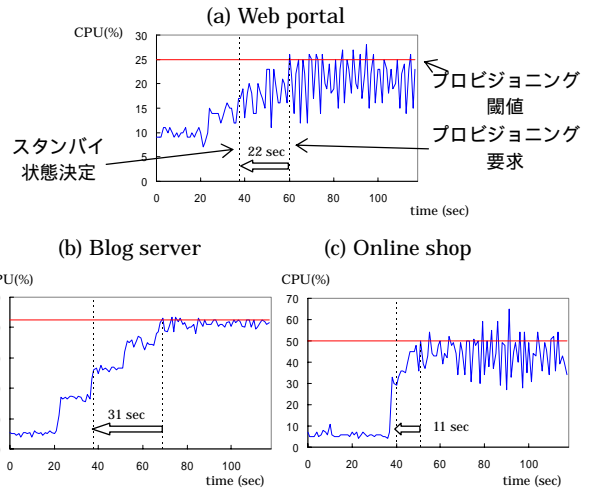 (a) Web portal
CPU(%)
30
25
20
15
10
5
0
0 20 40 60 80 100
time (sec)
22 sec
スタンバイ
状態決定
プロビジョニング
閾値
プロビジョニング
要求
(b) Blog server
PU(%)
31 sec
0 20 40 60 80 100
time (sec)
(c) Online shop
CPU(%)
70
60
50
40
30
20
10
0
11 sec
0 20 40 60 80 100
time (sec)